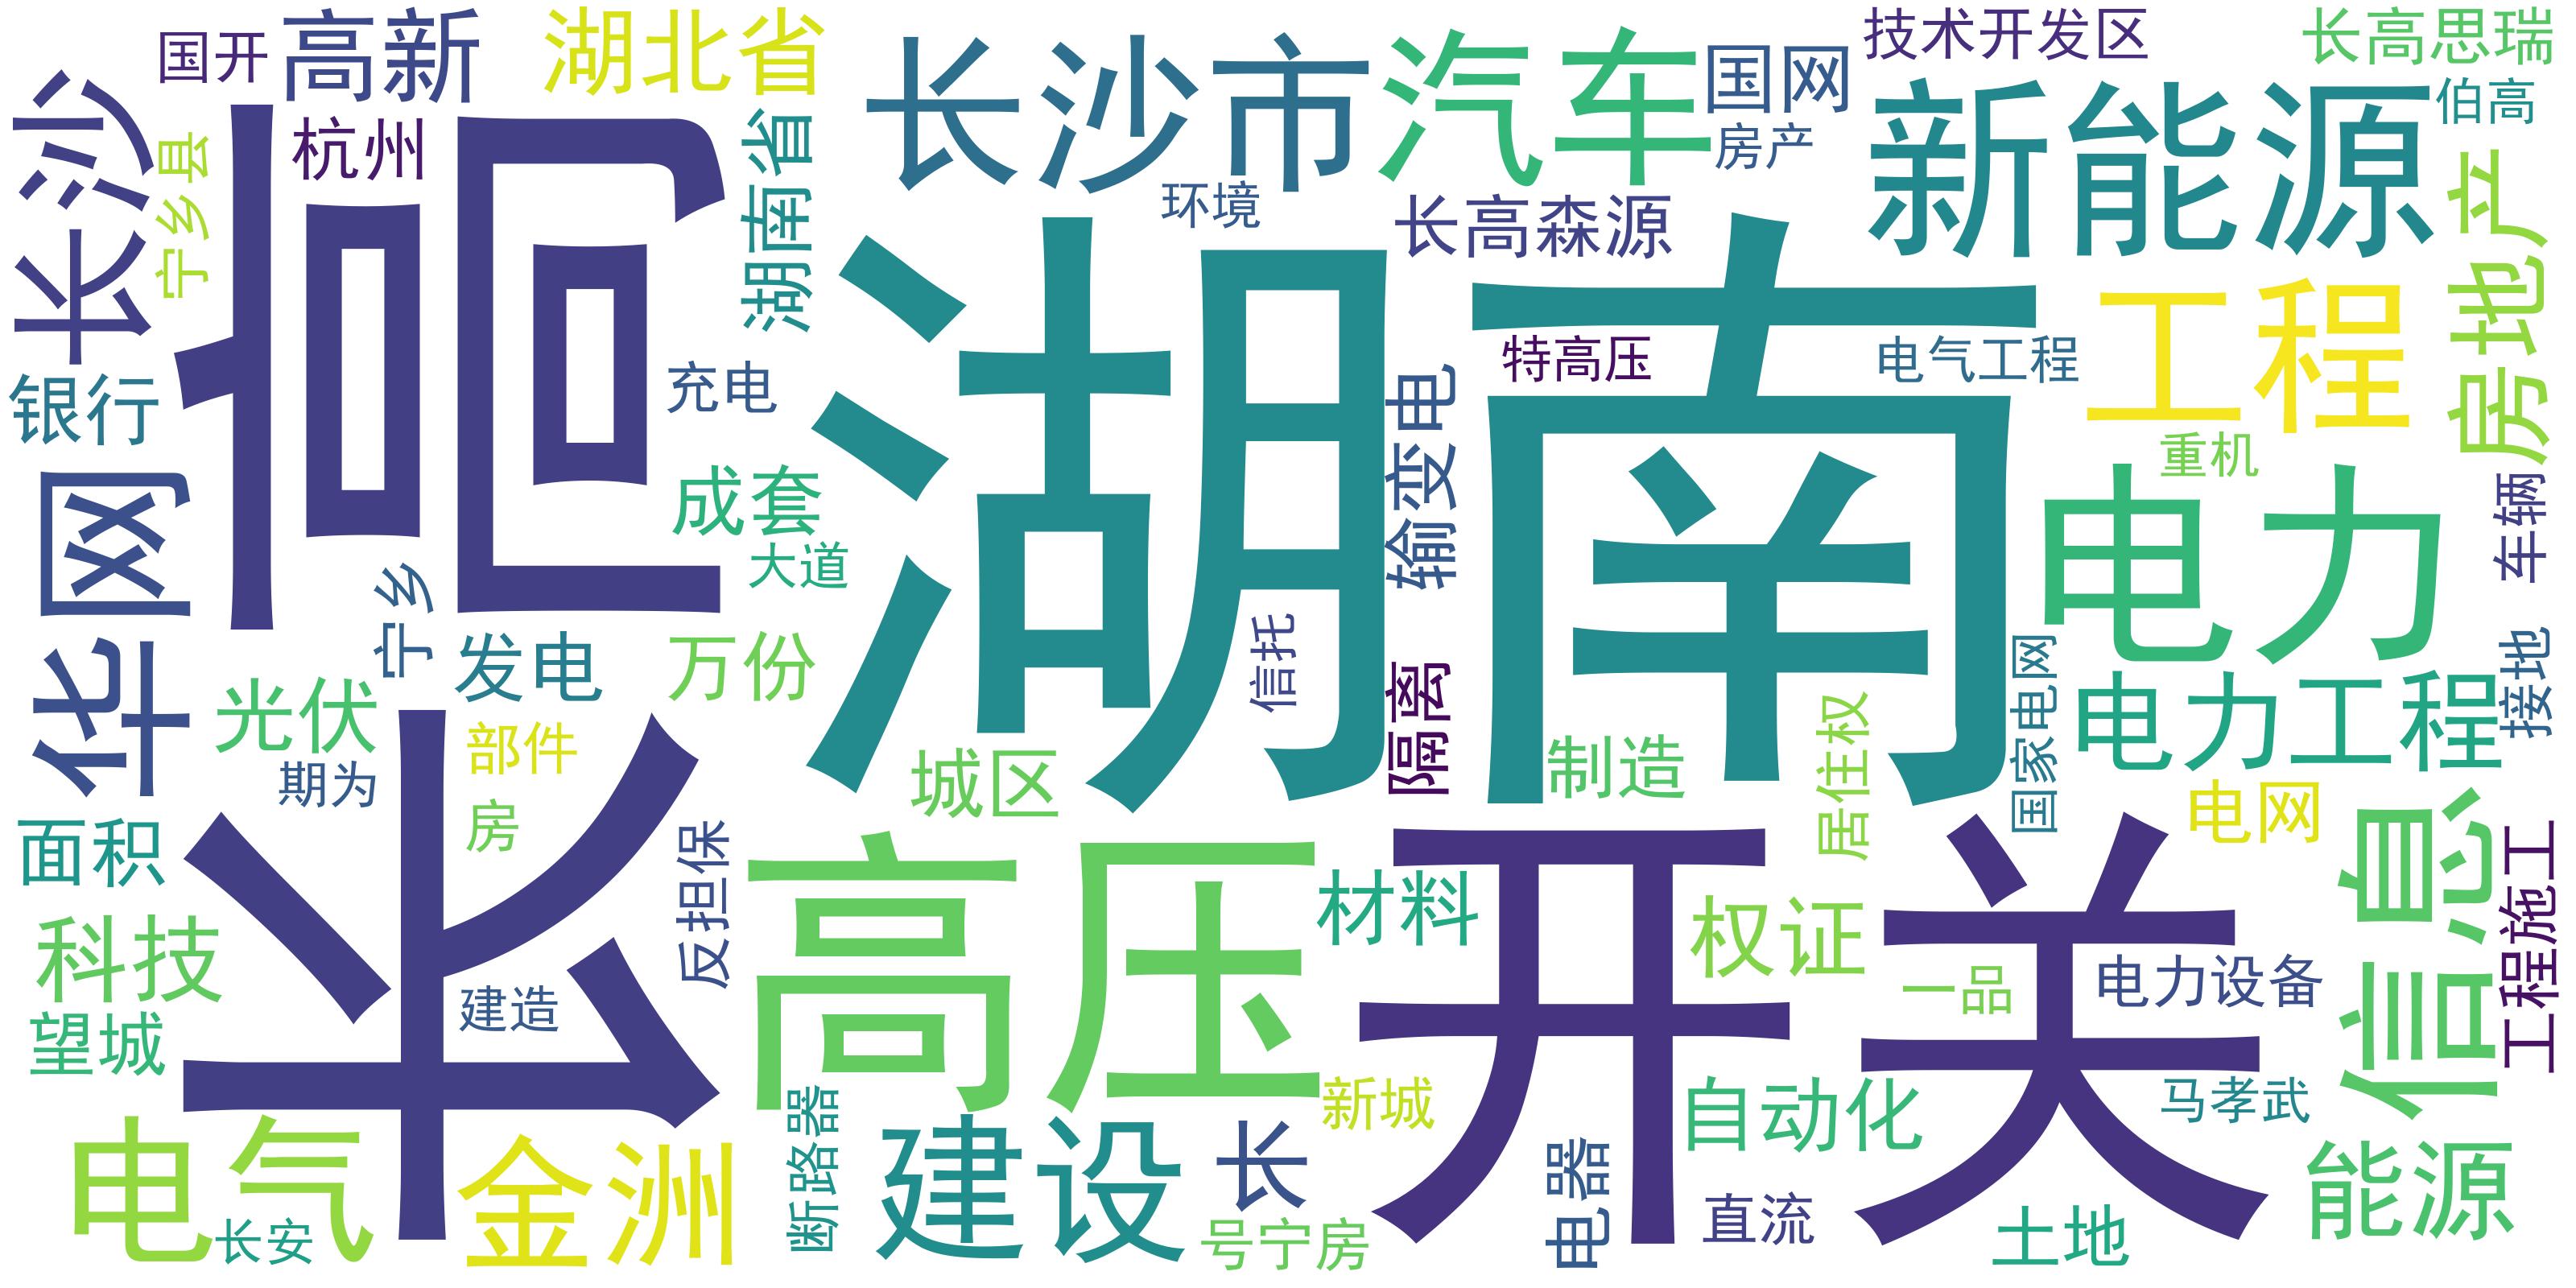 国开
高新
湖北省
长沙市
汽车
国网
技术开发区
长高思瑞
伯高
长沙
宁乡县
杭州
长高
湖南省
环境
房产
长高森源
新能源
房地产
湖南
特高压
电气工程
工程
银行
充电
输变电
重机
华网
成套
大道
电力
车辆
宁乡
发电
万份
信托
隔离
国家电网
接地
光伏
期为
部件
房
城区
制造
居住权
电力工程
电网
面积
反担保
高压
材料
开关
权证
一品
电力设备
信息
工程施工
科技
建造
望城
断路器
新城
自动化
马孝武
电气
长安
金洲
建设
长
号宁房
电器
直流
土地
能源